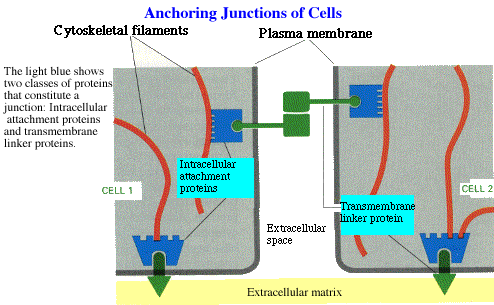 Anchoring Junctions of Cells
Cytoskeletal filaments
Plasma membrane
The light blue shows
two classes of proteins
that constitute a
junction: Intracellular
attachment proteins
and transmembrane
linker proteins.
Intracellular
attachment
proteins
CELL 1
CELL 2
Transmembrane
linker protein
Extracellular
space
Extracellular matrix